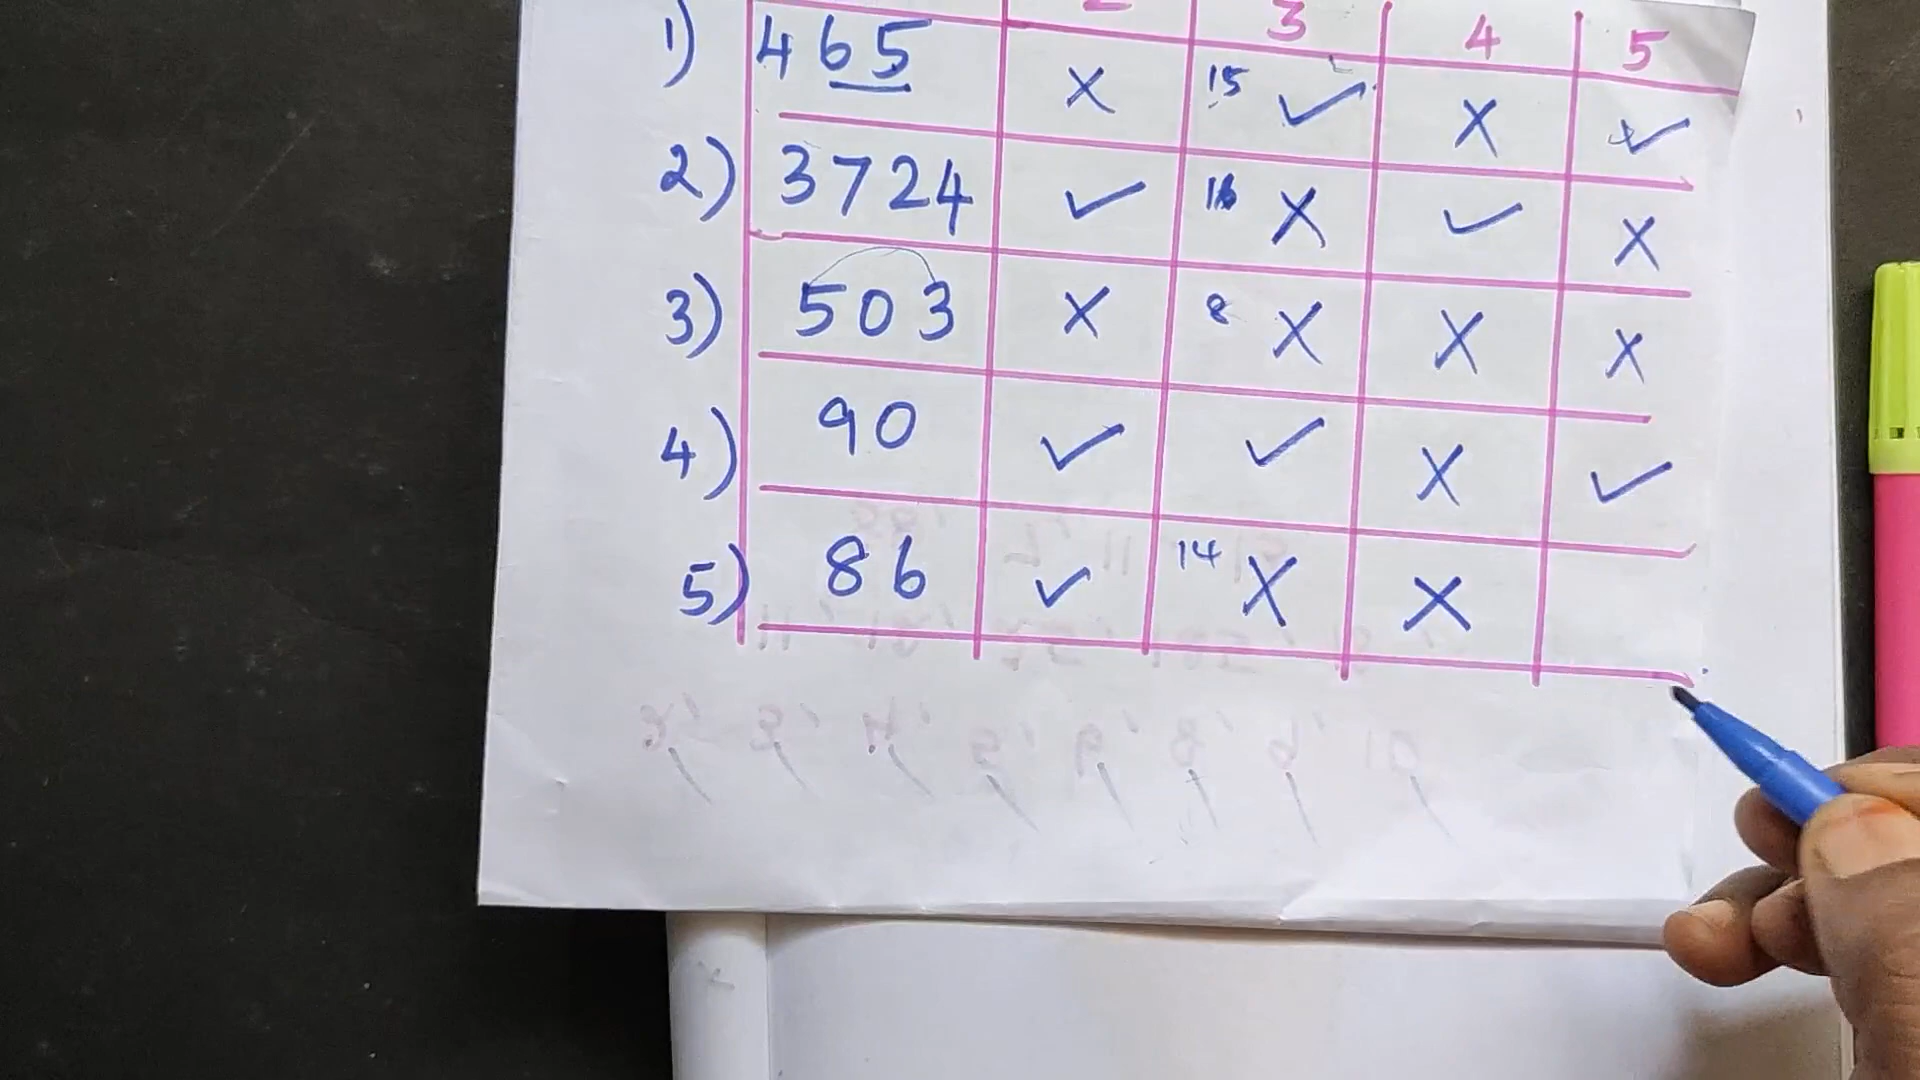 2 3 4 5
1) 465 X 15 ✓ X ✓
2) 3724 ✓ 16 X ✓ X
3) 503 X 8 X X X
4) 90 ✓ ✓ X ✓
5) 86 ✓ 14 X X